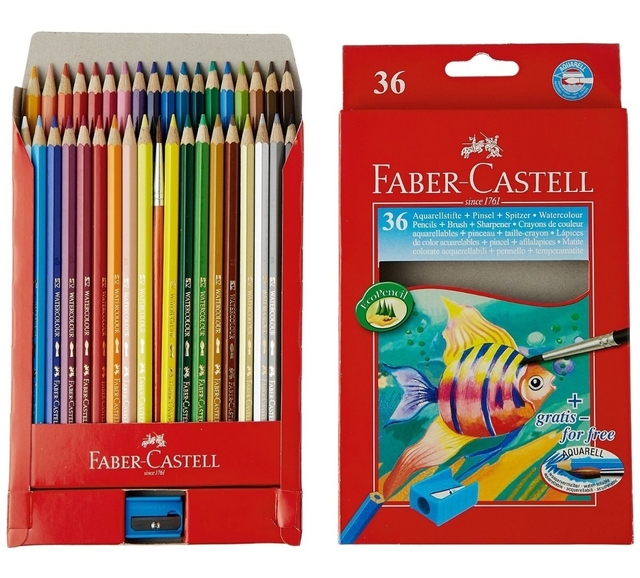 WATERCOLOUR
FABER-CASTELL
since 1761
36
AQUARELL
FABER-CASTELL
since 1761
36 Aquarellstifte + Pinsel + Spitzer • Watercolour
Pencils + Brush + Sharpener • Crayons de couleur
aquarellables + pinceau + taille-crayon • Lápices
de color acuarelables + pincel + afilalápices • Matite
colorate acquerellabili + pennello + temperamatite
EcoPencil
+
gratis –
for free
AQUARELL